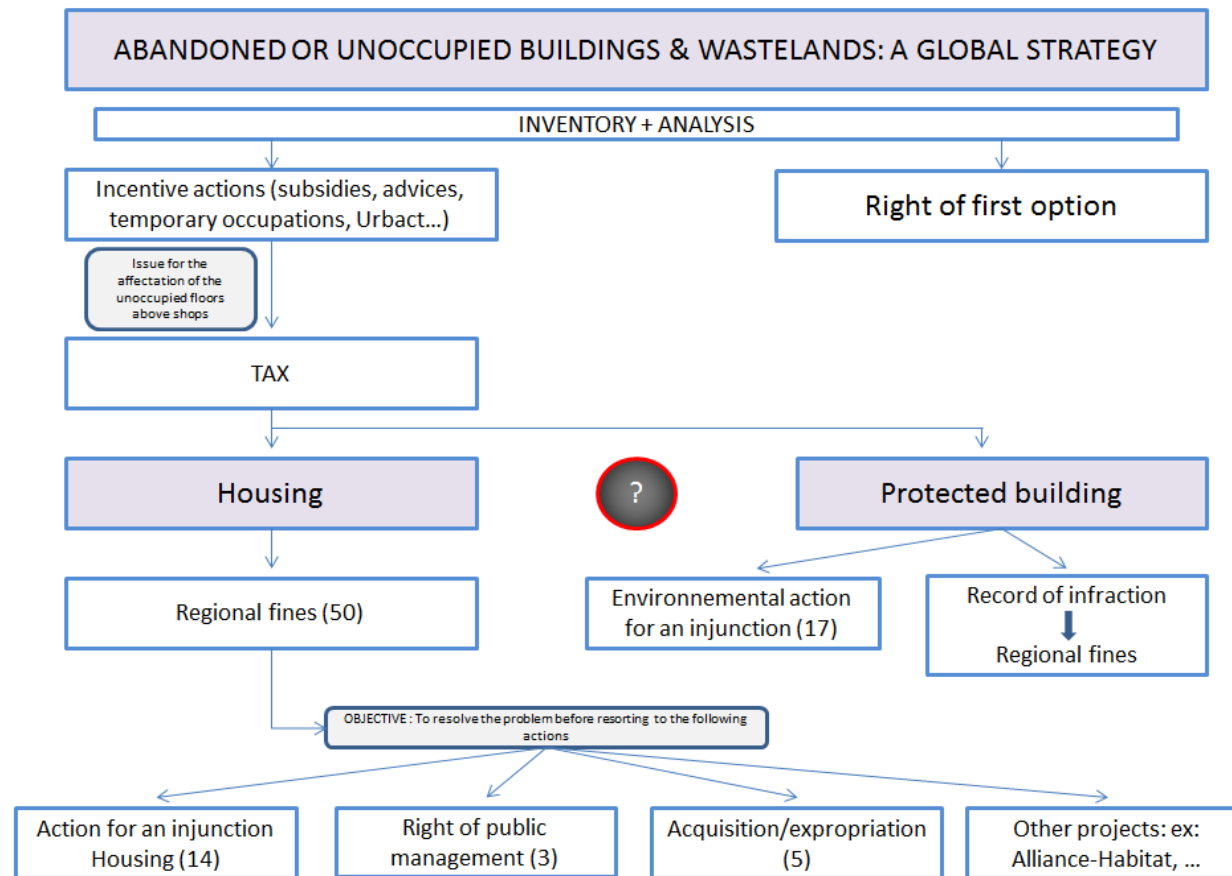 ABANDONED OR UNOCCUPIED BUILDINGS & WASTELANDS: A GLOBAL STRATEGY
INVENTORY + ANALYSIS
Incentive actions (subsidies, advices,
temporary occupations, Urbact...)
Right of first option
Issue for the
affectation of the
unoccupied floors
above shops
TAX
Housing
?
Protected building
Regional fines (50)
Environnemental action
for an injunction (17)
Record of infraction
Regional fines
OBJECTIVE : To resolve the problem before resorting to the following
actions
Action for an injunction
Housing (14)
Right of public
management (3)
Acquisition/expropriation
(5)
Other projects: ex:
Alliance-Habitat, ...